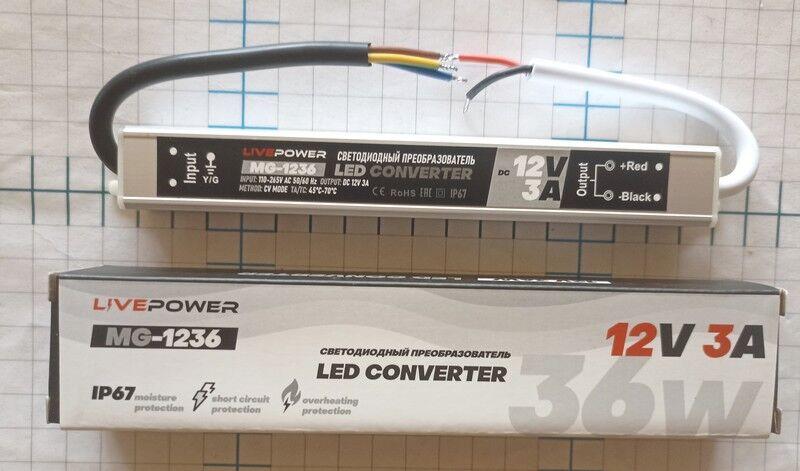 Input
Y/G
LIVEPOWER
MG-1236
СВЕТОДИОДНЫЙ ПРЕОБРАЗОВАТЕЛЬ
LED CONVERTER
INPUT: 110-265V AC 50/60 Hz OUTPUT: DC 12V 3A
METHOD: CV MODE TA/TC: 45°C-70°C
CE RoHS EAC IP67
DC 12V
3A
Output
+Red
-Black
LIVEPOWER
MG-1236
IP67 moisture protection
short circuit protection
overheating protection
СВЕТОДИОДНЫЙ ПРЕОБРАЗОВАТЕЛЬ
LED CONVERTER
12V 3A
36W